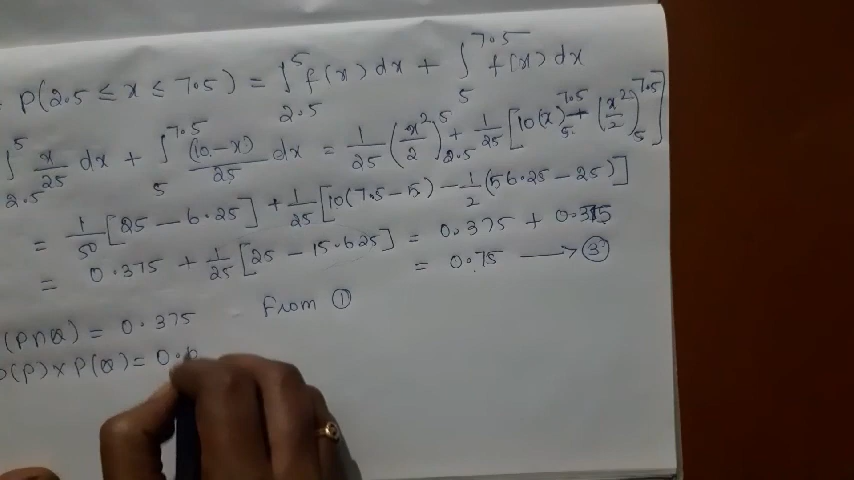 P(2.5 ≤ x ≤ 7.5) = ∫_{2.5}^{5} f(x) dx + ∫_{5}^{7.5} f(x) dx
∫_{2.5}^{5} x/25 dx + ∫_{5}^{7.5} (10-x)/25 dx = 1/25 (x²/2)_{2.5}^{5} + 1/25 [10(x)_{5}^{7.5} - (x²/2)_{5}^{7.5}]
= 1/50 [25 - 6.25] + 1/25 [10(7.5 - 5) - 1/2 (56.25 - 25)]
= 0.375 + 1/25 [25 - 15.625] = 0.375 + 0.375
= 0.75 → ③
(P∩Q) = 0.375 From ①
P(P) x P(Q) = 0.